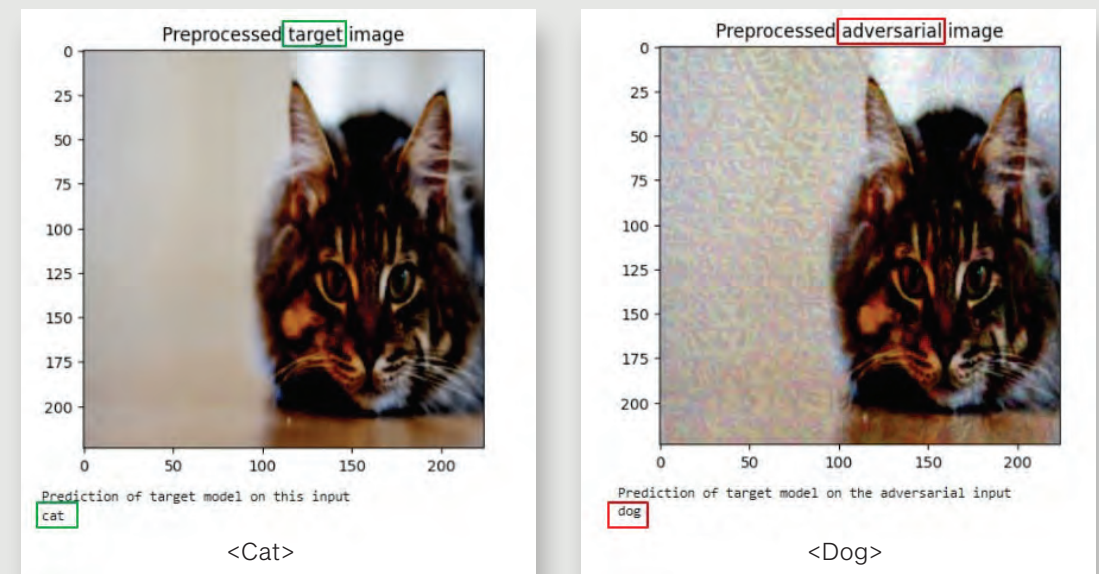 Preprocessed target image
0
25
50
75
100
125
150
175
200
0 50 100 150 200
Prediction of target model on this input
cat
<Cat>
Preprocessed adversarial image
0
25
50
75
100
125
150
175
200
0 50 100 150 200
Prediction of target model on the adversarial input
dog
<Dog>